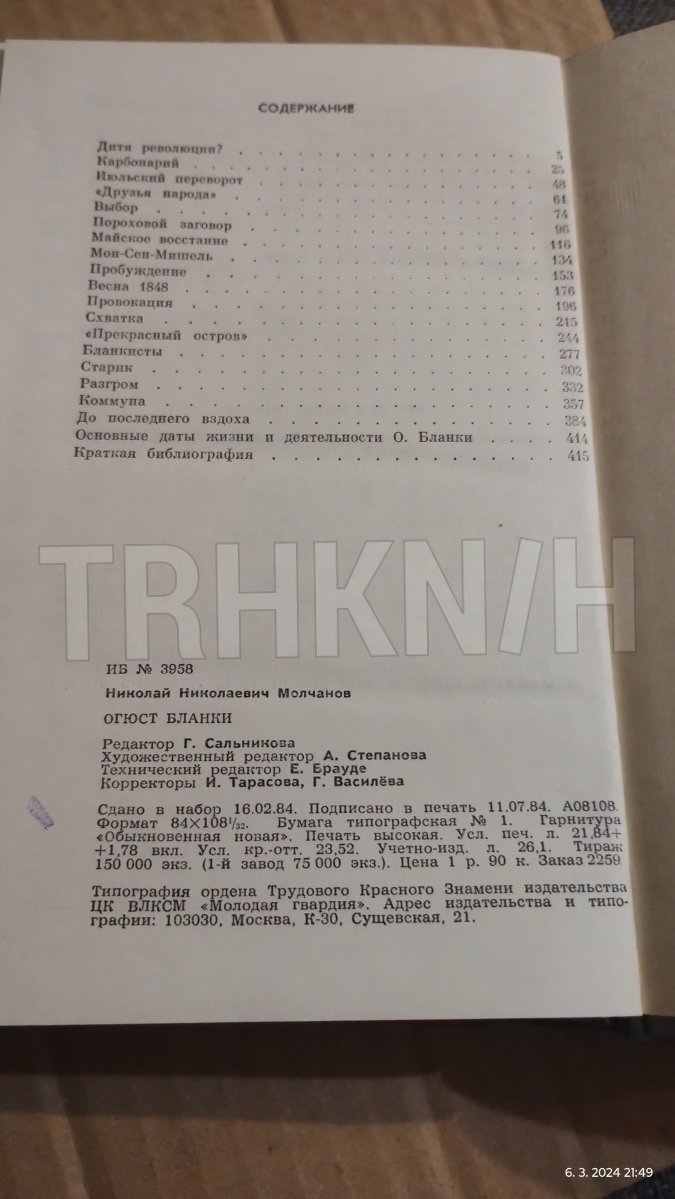 СОДЕРЖАНИЕ
Дитя революции? . . . . . . . . . . . . . . 5
Карбонарий . . . . . . . . . . . . . . . 25
Июльский переворот . . . . . . . . . . . . . 48
«Друзья народа» . . . . . . . . . . . . . . 61
Выбор . . . . . . . . . . . . . . . . . 74
Пороховой заговор . . . . . . . . . . . . . 96
Майское восстание . . . . . . . . . . . . . 116
Мон-Сен-Мишель . . . . . . . . . . . . . . 134
Пробуждение . . . . . . . . . . . . . . . 153
Весна 1848 . . . . . . . . . . . . . . . 176
Провокация . . . . . . . . . . . . . . . 196
Схватка . . . . . . . . . . . . . . . . 215
«Прекрасный остров» . . . . . . . . . . . . 244
Бланкисты . . . . . . . . . . . . . . . 277
Старик . . . . . . . . . . . . . . . . 302
Разгром . . . . . . . . . . . . . . . . 332
Коммуна . . . . . . . . . . . . . . . . 357
До последнего вздоха . . . . . . . . . . . . 384
Основные даты жизни и деятельности О. Бланки . . . . 414
Краткая библиография . . . . . . . . . . . . 415
TRHKN/H
ИБ № 3958
Николай Николаевич Молчанов
ОГЮСТ БЛАНКИ
Редактор Г. Сальникова
Художественный редактор А. Степанова
Технический редактор Е. Брауде
Корректоры И. Тарасова, Г. Василёва
Сдано в набор 16.02.84. Подписано в печать 11.07.84. А08108.
Формат 84×108¹/₃₂. Бумага типографская № 1. Гарнитура
«Обыкновенная новая». Печать высокая. Усл. печ. л. 21,84+
+1,78 вкл. Усл. кр.-отт. 23,52. Учетно-изд. л. 26,1. Тираж
150 000 экз. (1-й завод 75 000 экз.). Цена 1 р. 90 к. Заказ 2259.
Типография ордена Трудового Красного Знамени издательства
ЦК ВЛКСМ «Молодая гвардия». Адрес издательства и типо-
графии: 103030, Москва, К-30, Сущевская, 21.
6. 3. 2024 21:49